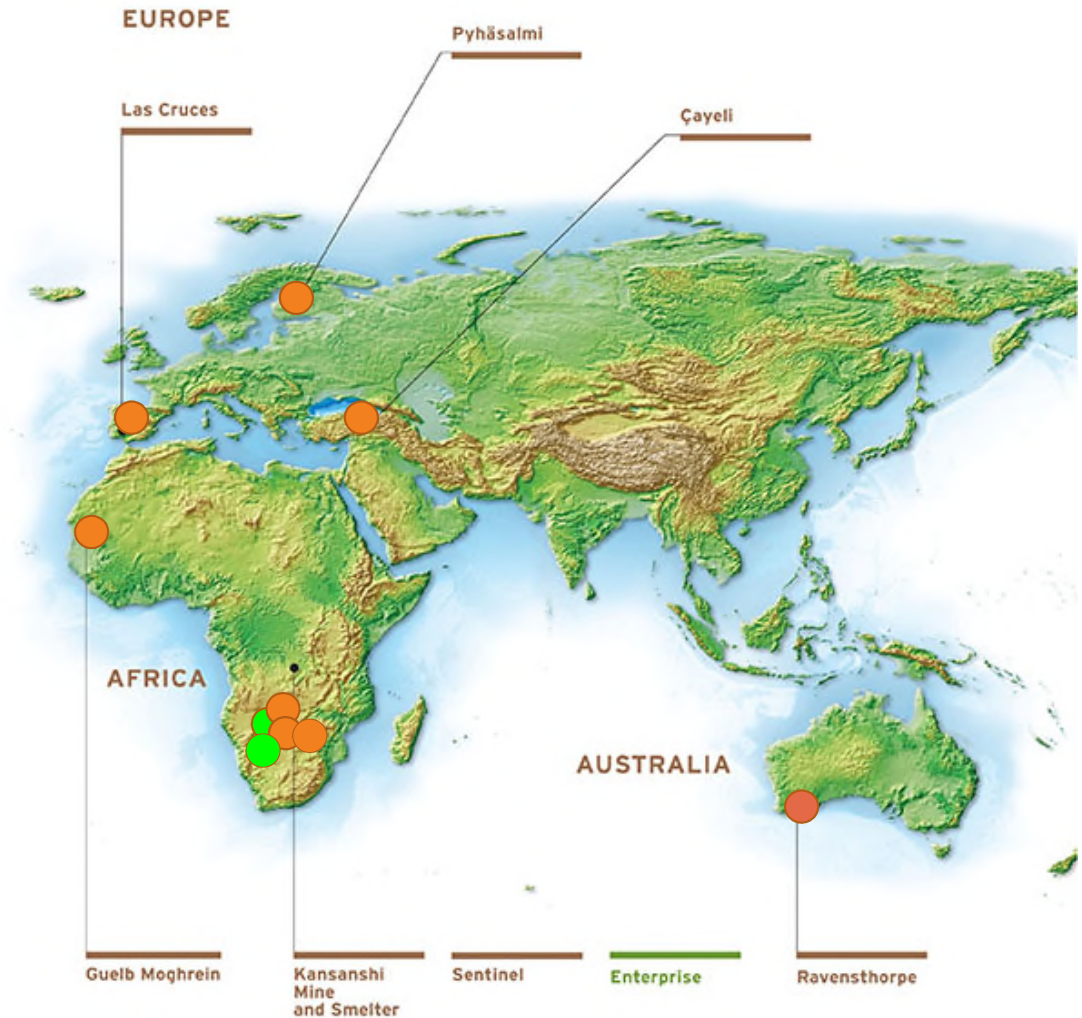 EUROPE
Pyhäsalmi
Las Cruces
Çayeli
AFRICA
AUSTRALIA
Guelb Moghrein
Kansanshi
Mine
and Smelter
Sentinel
Enterprise
Ravensthorpe